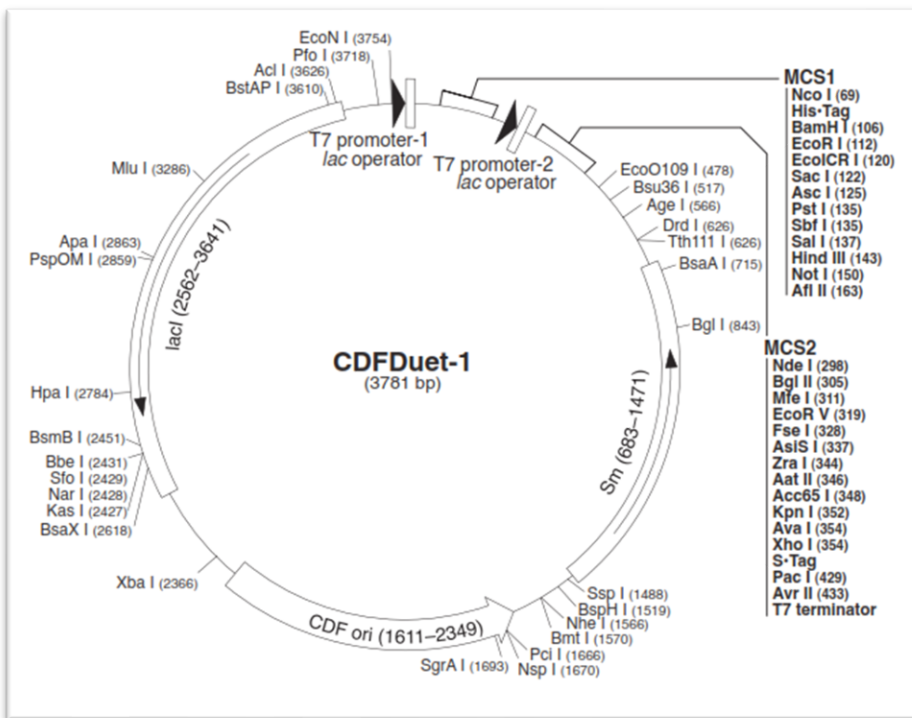 EcoN I (3754)
Pfo I (3718)
Acl I (3626)
BstAP I (3610)
T7 promoter-1
lac operator
T7 promoter-2
lac operator
MCS1
Nco I (69)
His•Tag
BamH I (106)
EcoR I (112)
EcoICR I (120)
Sac I (122)
Asc I (125)
Pst I (135)
Sbf I (135)
Sal I (137)
Hind III (143)
Not I (150)
Afl II (163)
EcoO109 I (478)
Bsu36 I (517)
Age I (566)
Drd I (626)
Tth111 I (626)
BsaA I (715)
Bgl I (843)
Mlu I (3286)
Apa I (2863)
PspOM I (2859)
lacI (2562–3641)
CDFDuet-1
(3781 bp)
MCS2
Nde I (298)
Bgl II (305)
Mfe I (311)
EcoR V (319)
Fse I (328)
AsiS I (337)
Zra I (344)
Aat II (346)
Acc65 I (348)
Kpn I (352)
Ava I (354)
Xho I (354)
S•Tag
Pac I (429)
Avr II (433)
T7 terminator
Hpa I (2784)
BsmB I (2451)
Bbe I (2431)
Sfo I (2429)
Nar I (2428)
Kas I (2427)
BsaX I (2618)
Sm (683–1471)
Xba I (2366)
CDF ori (1611–2349)
Ssp I (1488)
BspH I (1519)
Nhe I (1566)
Bmt I (1570)
Pci I (1666)
Nsp I (1670)
SgrA I (1693)